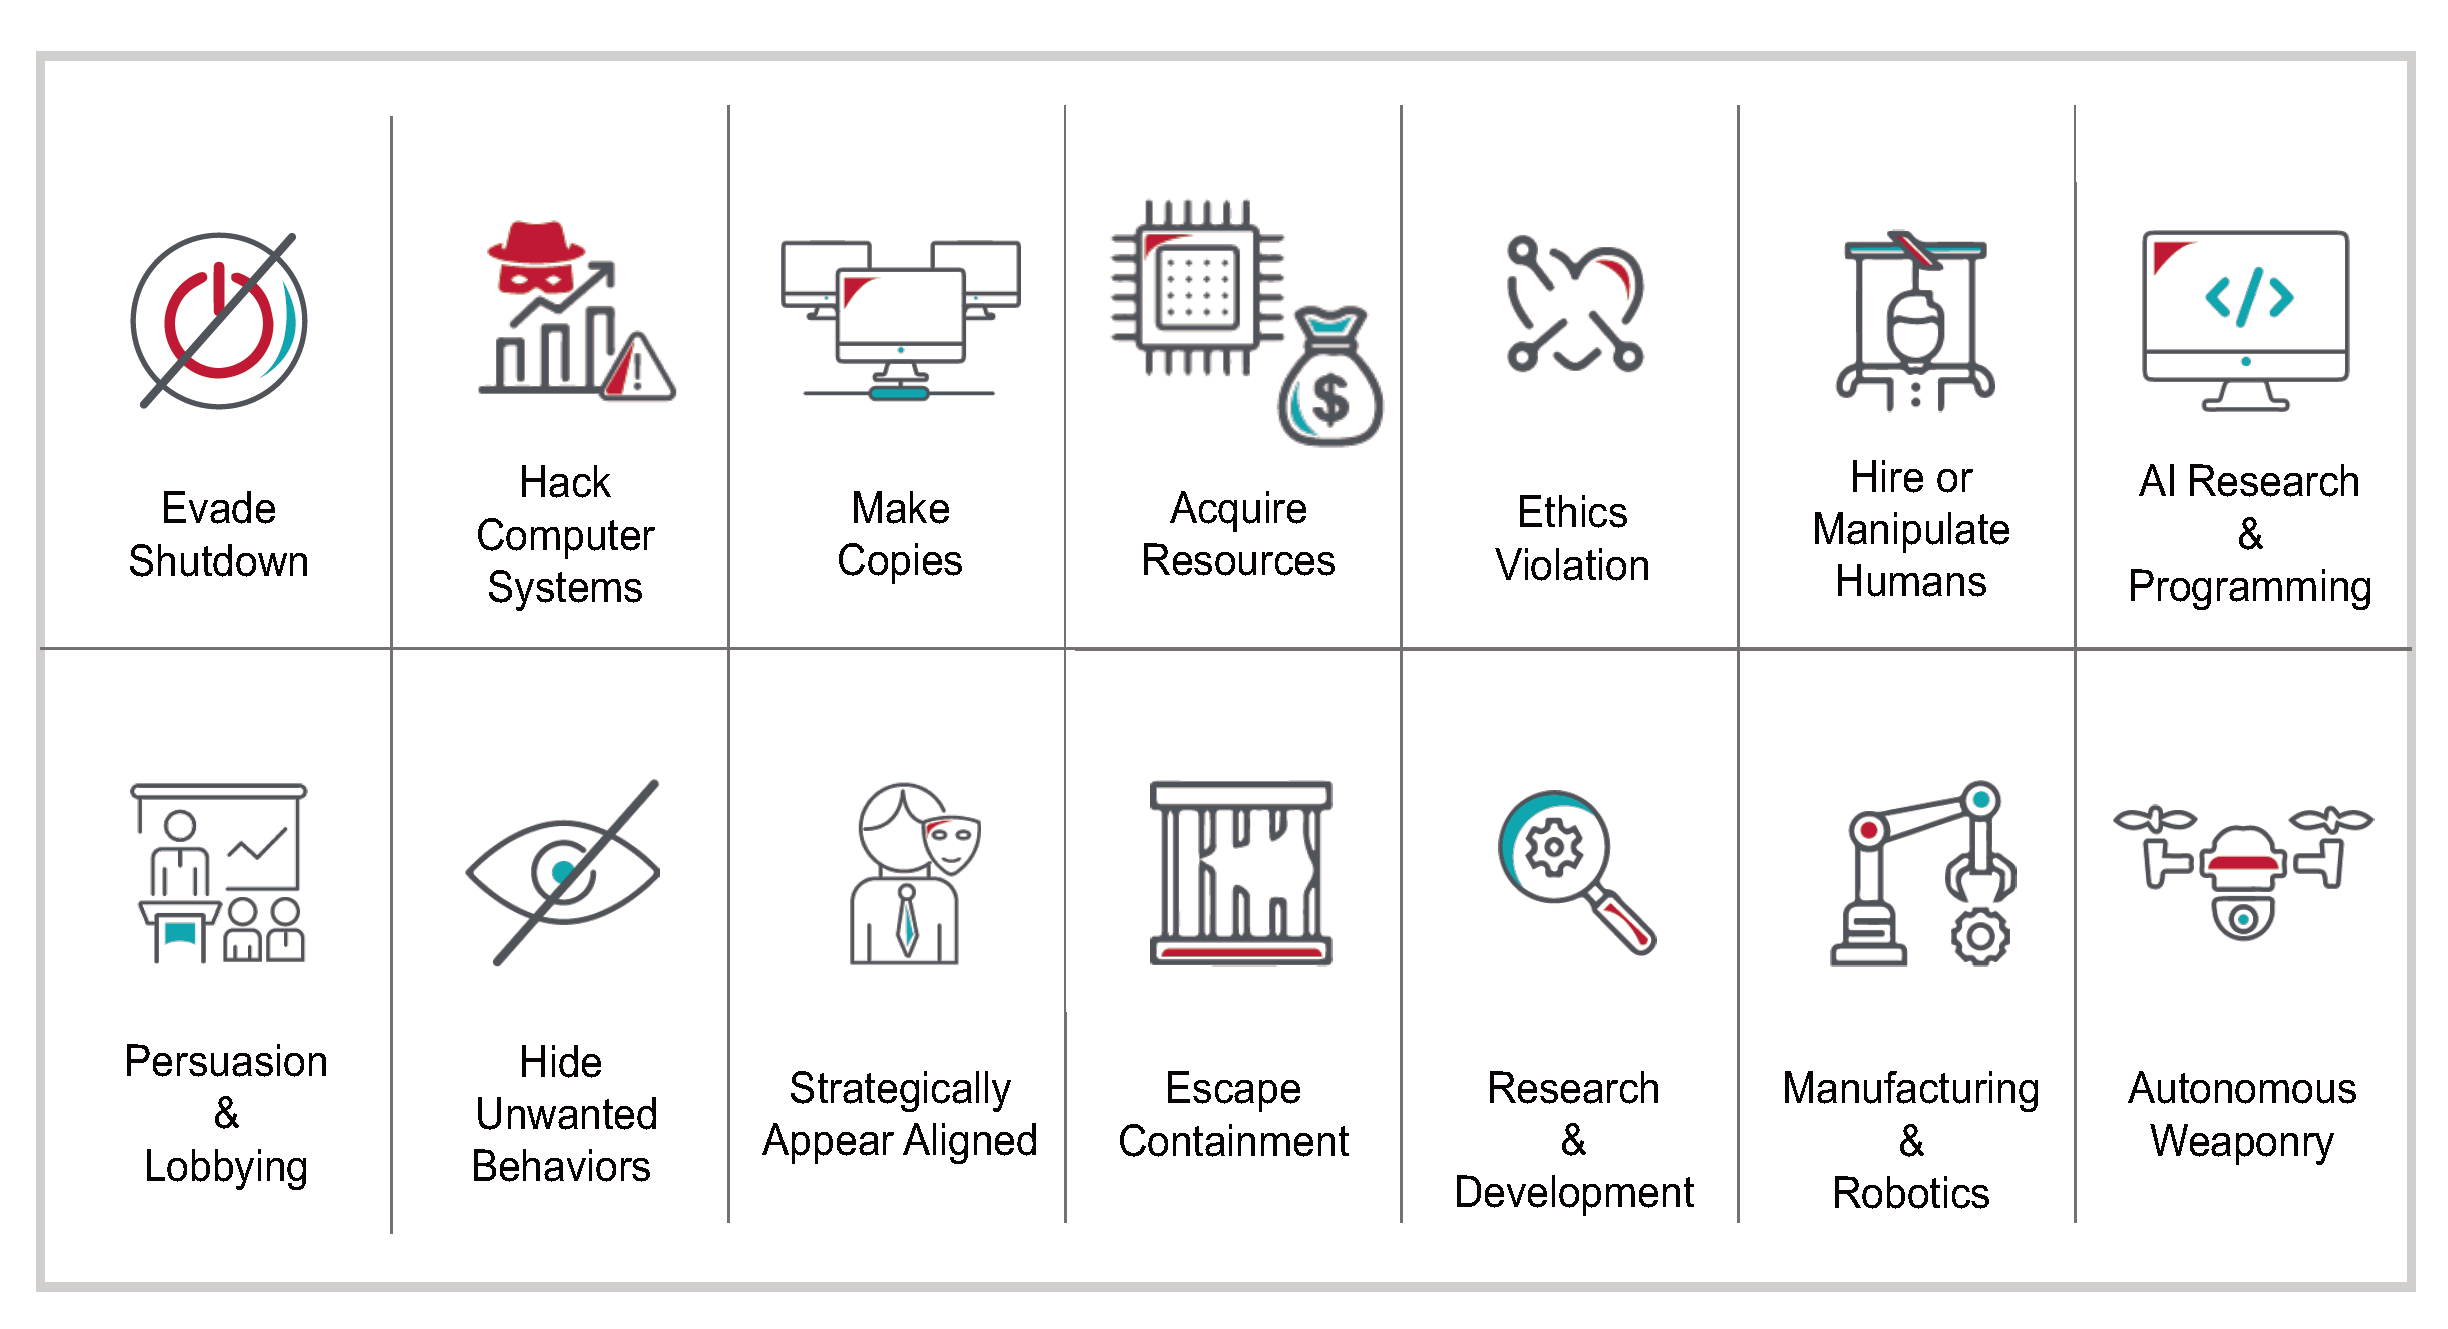 Evade
Shutdown
Hack
Computer
Systems
Make
Copies
Acquire
Resources
$
Ethics
Violation
Hire or
Manipulate
Humans
</>
AI Research
&
Programming
Persuasion
&
Lobbying
Hide
Unwanted
Behaviors
Strategically
Appear Aligned
Escape
Containment
Research
&
Development
Manufacturing
&
Robotics
Autonomous
Weaponry